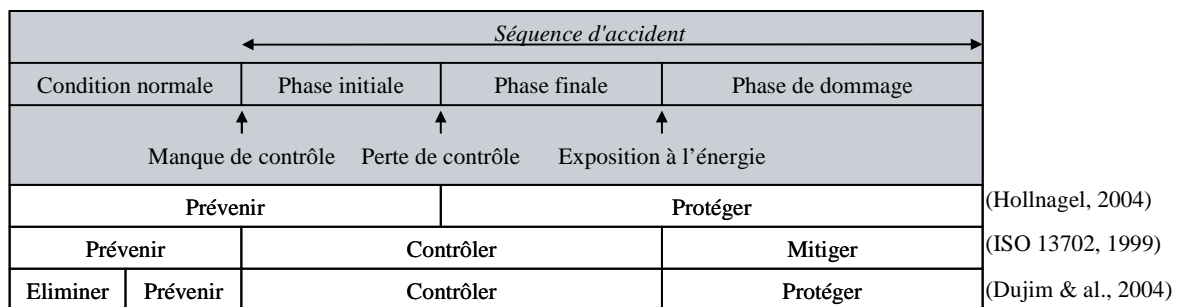 Séquence d'accident
Condition normale Phase initiale Phase finale Phase de dommage
Manque de contrôle Perte de contrôle Exposition à l’énergie
Prévenir Protéger (Hollnagel, 2004)
Prévenir Contrôler Mitiger (ISO 13702, 1999)
Eliminer Prévenir Contrôler Protéger (Dujim & al., 2004)